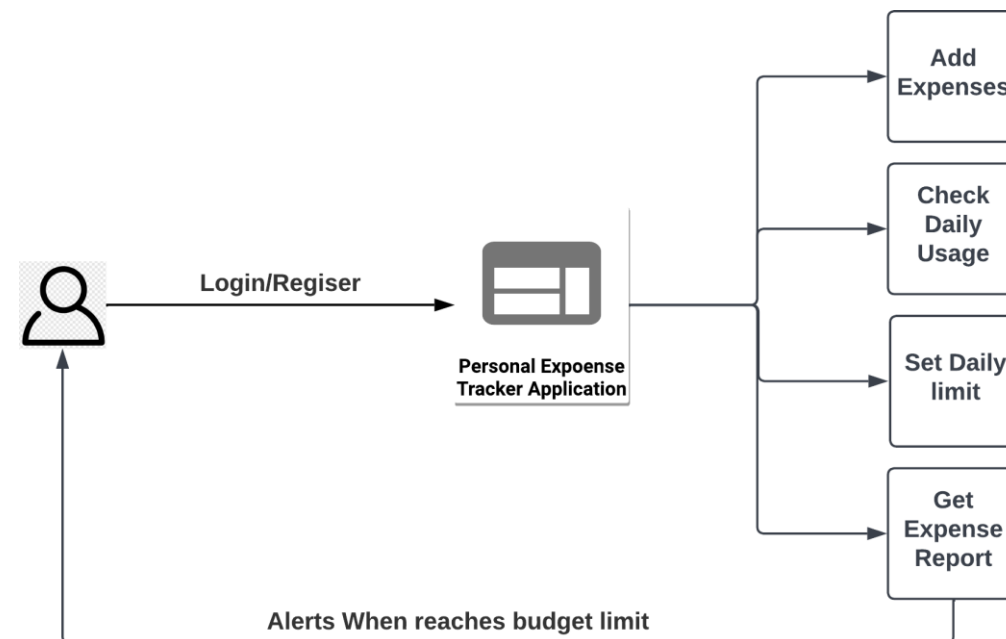 Add
Expenses
Check
Daily
Usage
Login/Regiser
Personal Expoense
Tracker Application
Set Daily
limit
Get
Expense
Report
Alerts When reaches budget limit